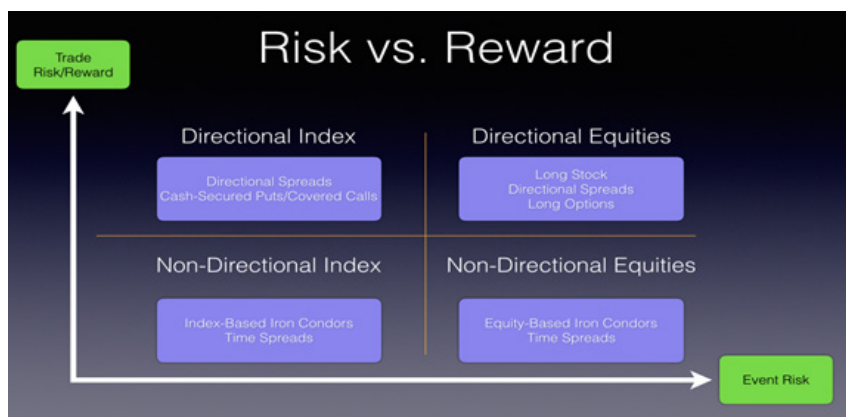 Risk vs. Reward
Trade
Risk/Reward
Directional Index
Directional Spreads
Cash-Secured Puts/Covered Calls
Directional Equities
Long Stock
Directional Spreads
Long Options
Non-Directional Index
Index-Based Iron Condors
Time Spreads
Non-Directional Equities
Equity-Based Iron Condors
Time Spreads
Event Risk